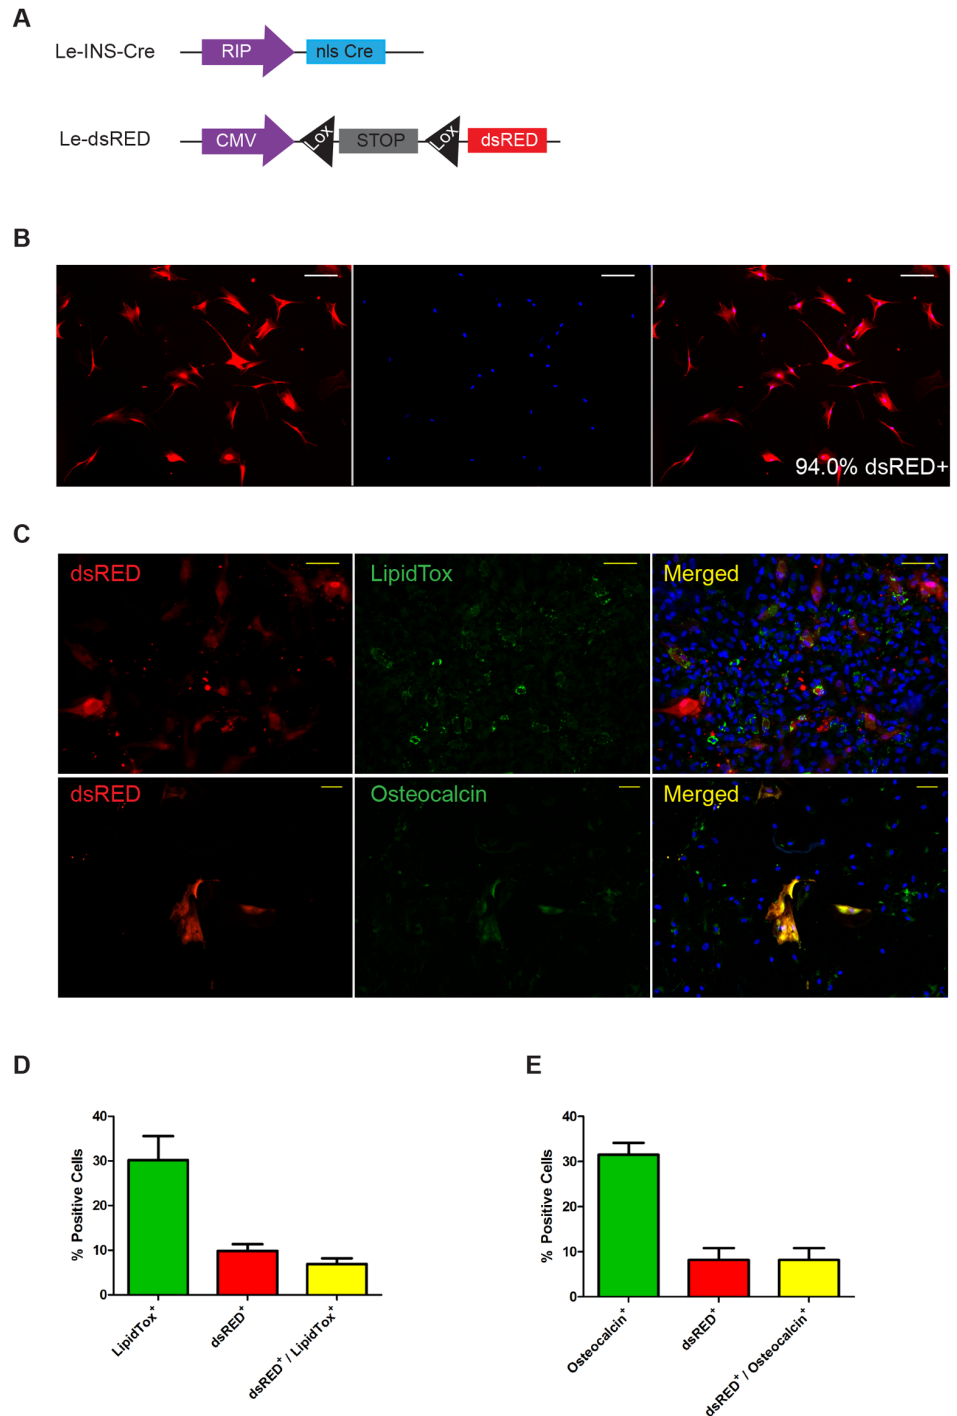 A
Le-INS-Cre
RIP
nls Cre
Le-dsRED
CMV
Lox
STOP
Lox
dsRED
B
94.0% dsRED+
C
dsRED
LipidTox
Merged
dsRED
Osteocalcin
Merged
D
% Positive Cells
40
30
20
10
0
LipidTox+
dsRED+
dsRED+ / LipidTox+
E
% Positive Cells
40
30
20
10
0
Osteocalcin+
dsRED+
dsRED+ / Osteocalcin+